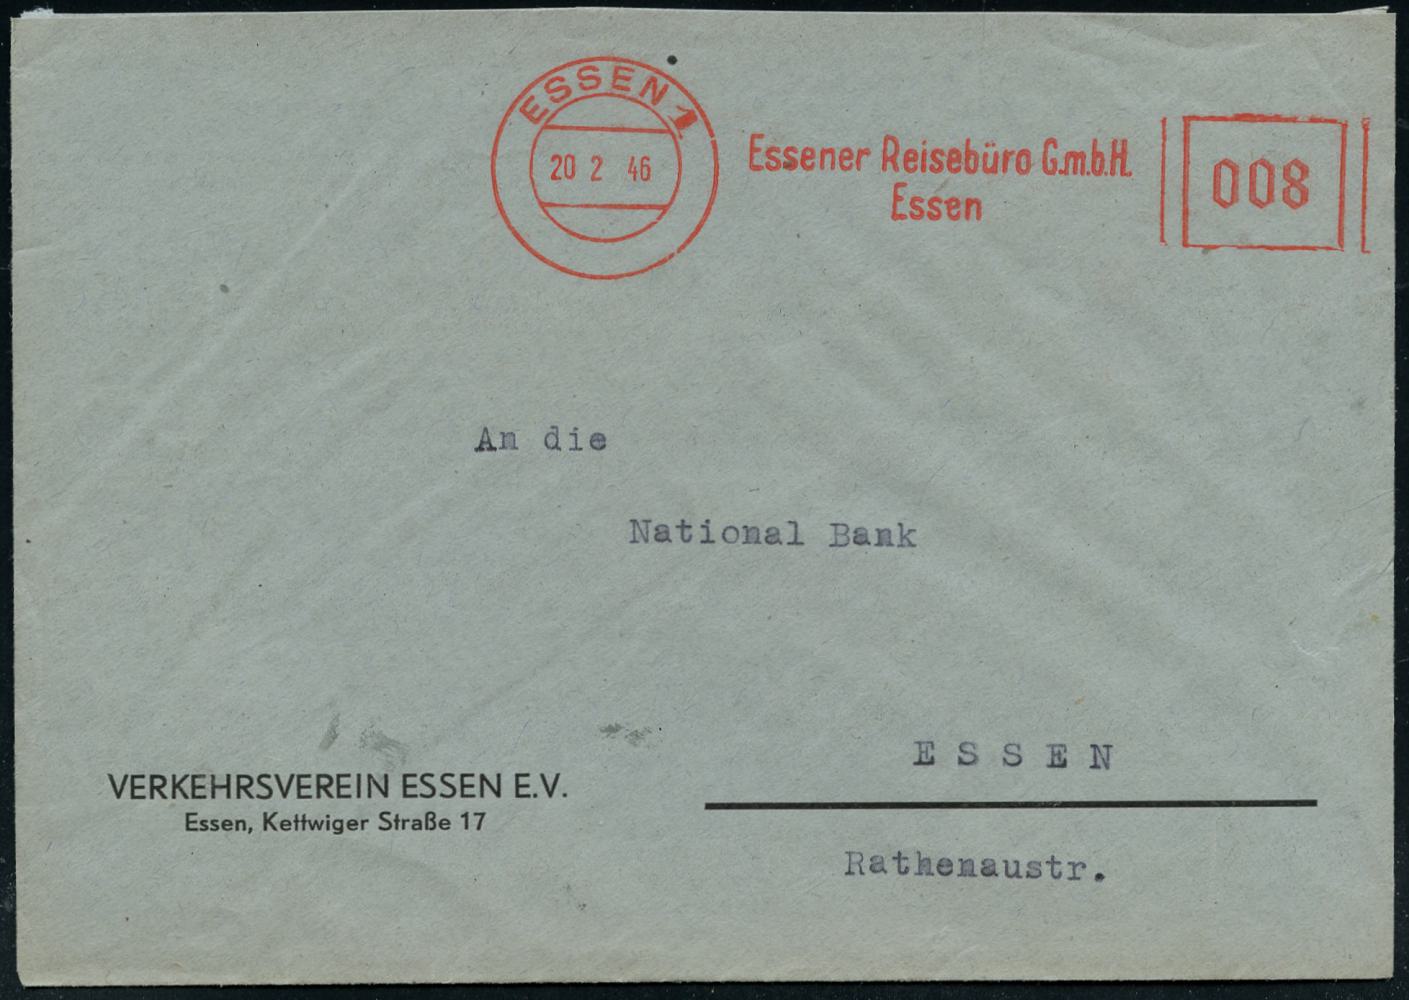 ESSEN 1
20 2 46
Essener Reisebüro G.m.b.H.
Essen
008
An die
National Bank
ESSEN
Rathenaustr.
VERKEHRSVEREIN ESSEN E.V.
Essen, Kettwiger Straße 17